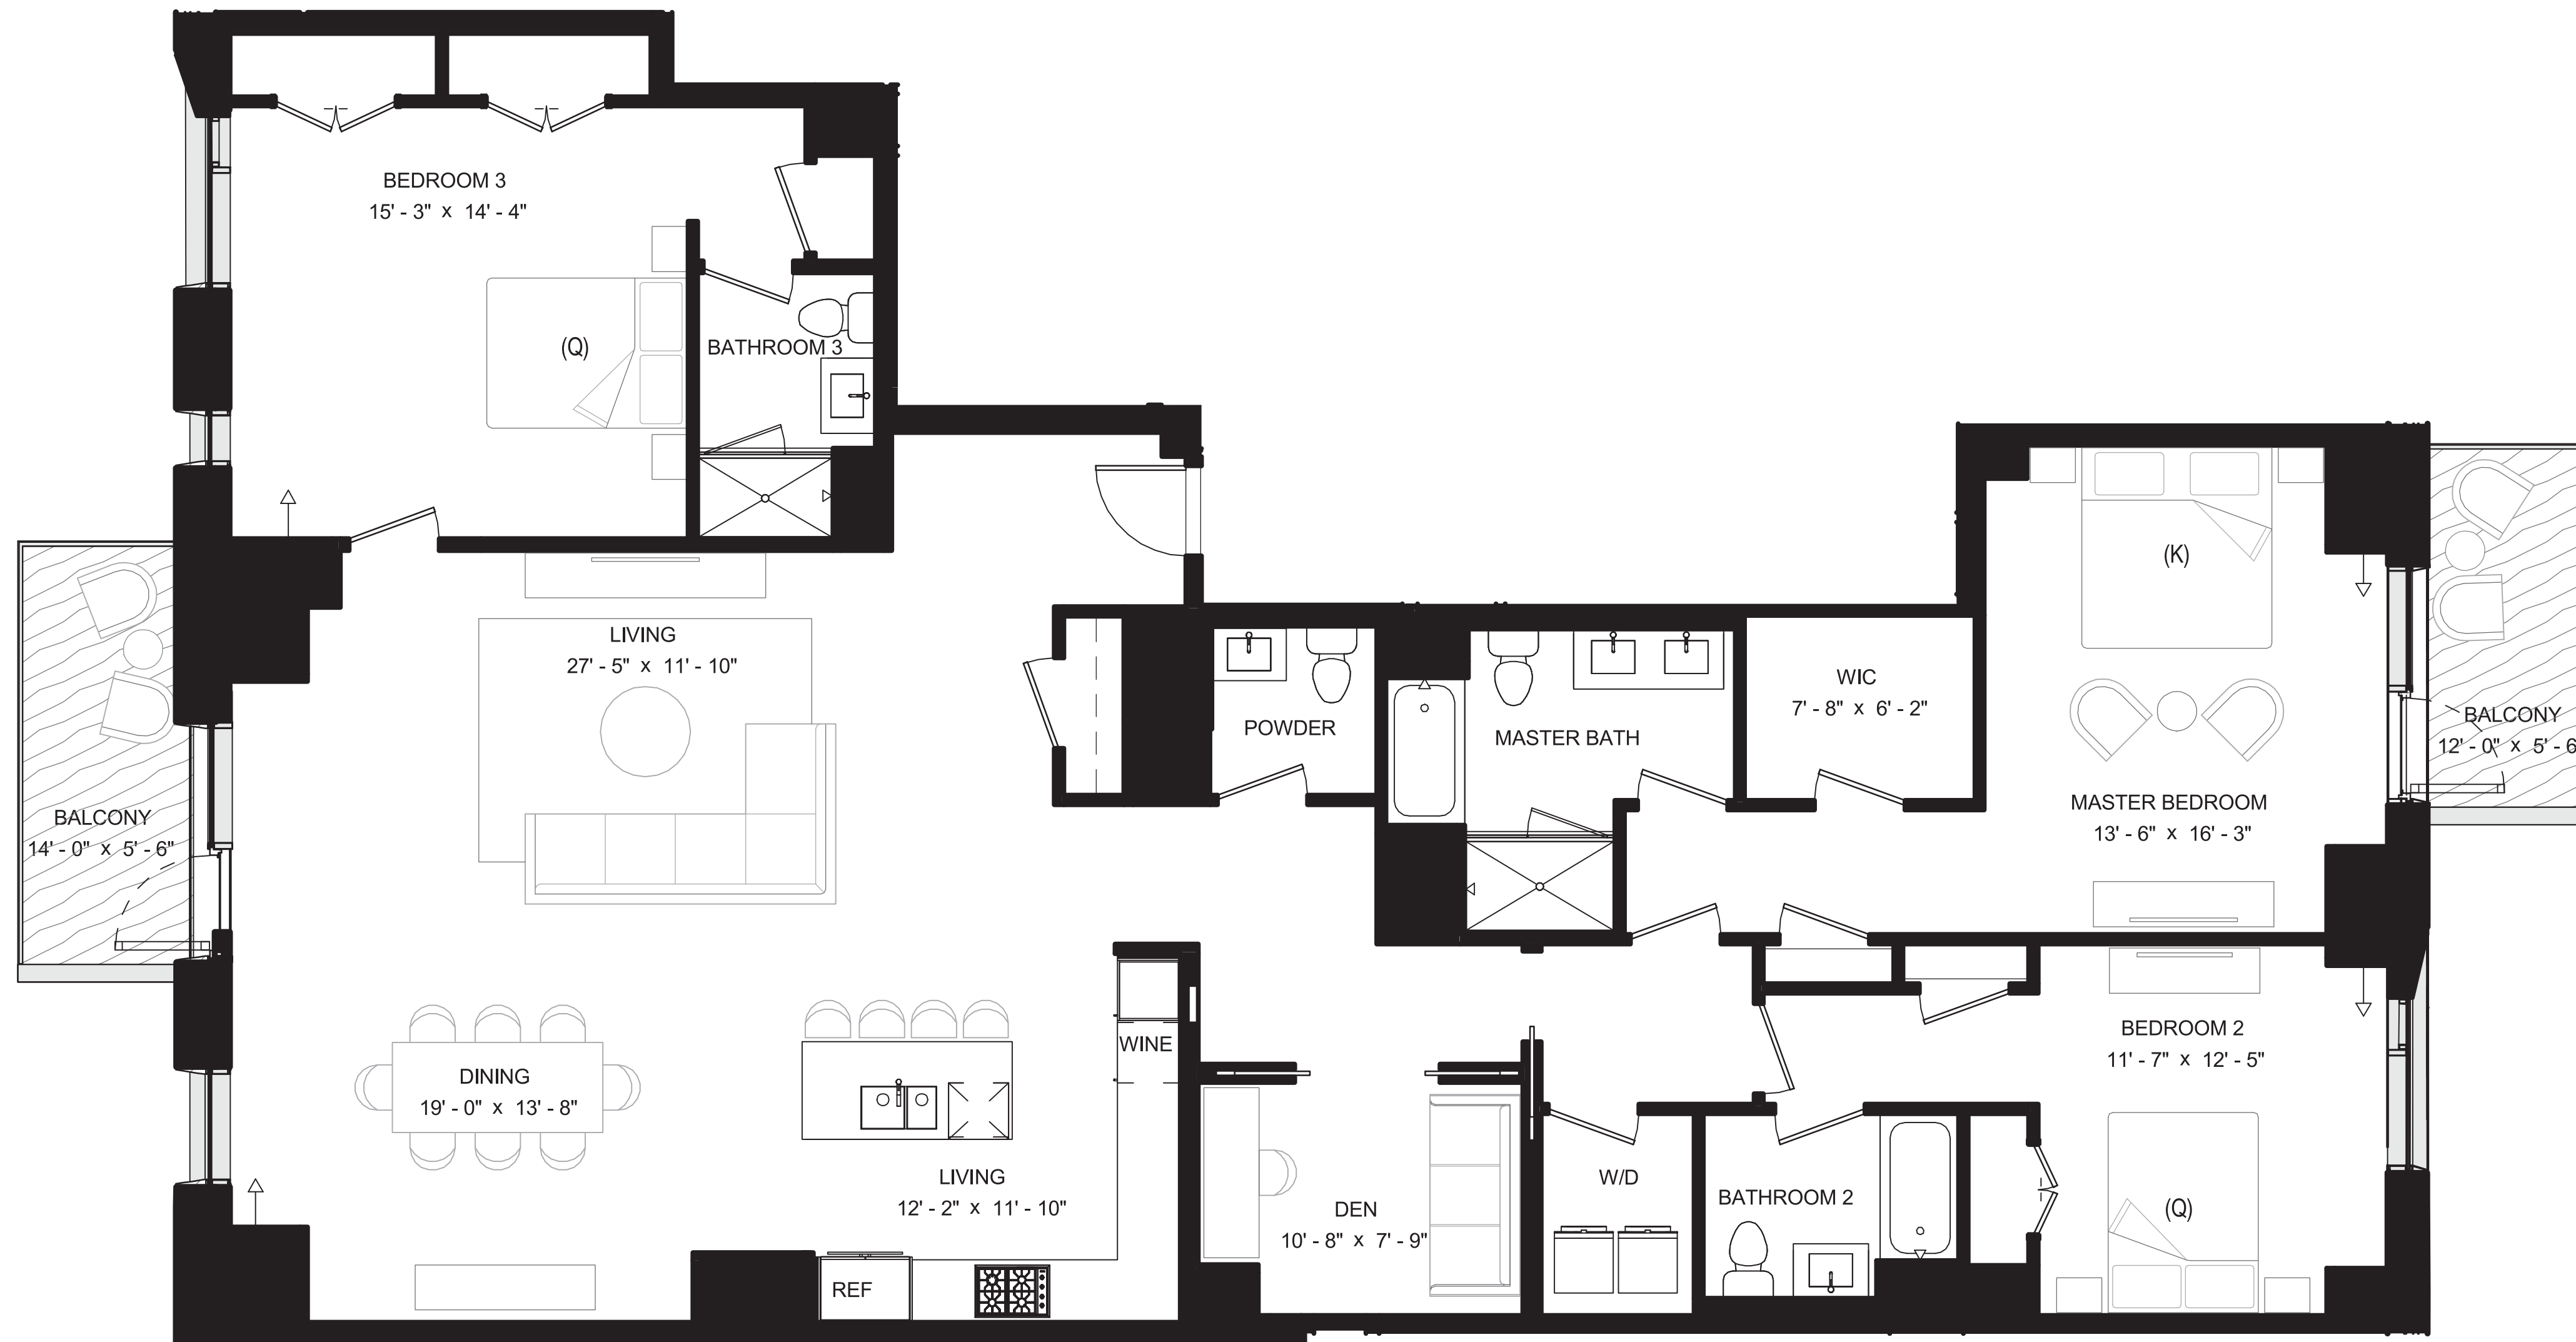 BEDROOM 3
15' - 3" x 14' - 4"
(Q)
BATHROOM 3
LIVING
27' - 5" x 11' - 10"
BALCONY
14' - 0" x 5' - 6"
POWDER
MASTER BATH
WIC
7' - 8" x 6' - 2"
(K)
MASTER BEDROOM
13' - 6" x 16' - 3"
BALCONY
12' - 0" x 5' - 6
DINING
19' - 0" x 13' - 8"
WINE
LIVING
12' - 2" x 11' - 10"
REF
DEN
10' - 8" x 7' - 9"
W/D
BATHROOM 2
BEDROOM 2
11' - 7" x 12' - 5"
(Q)